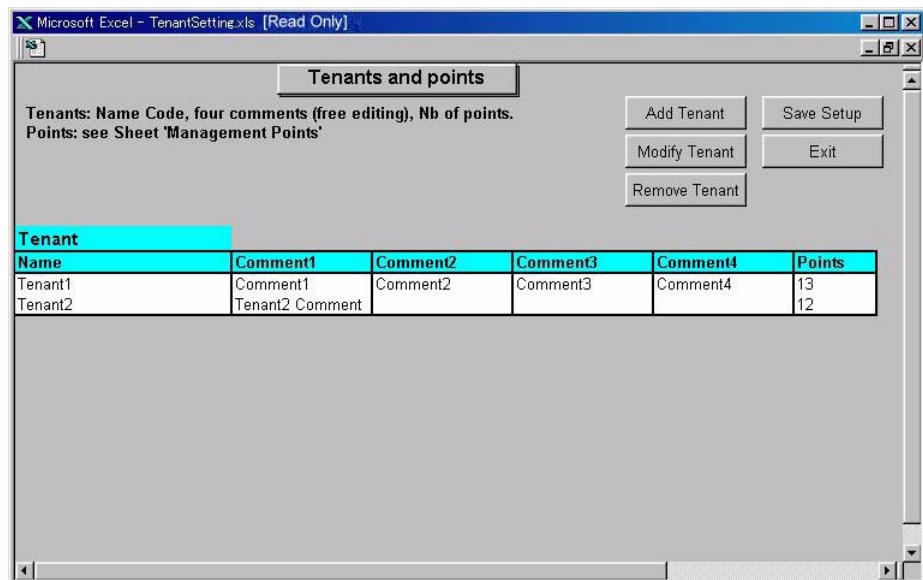 Microsoft Excel - TenantSetting.xls [Read Only]
Tenants and points
Tenants: Name Code, four comments (free editing), Nb of points.
Points: see Sheet 'Management Points'
Add Tenant Save Setup
Modify Tenant Exit
Remove Tenant
Tenant
Name Comment1 Comment2 Comment3 Comment4 Points
Tenant1 Comment1 Comment2 Comment3 Comment4 13
Tenant2 Tenant2 Comment 12